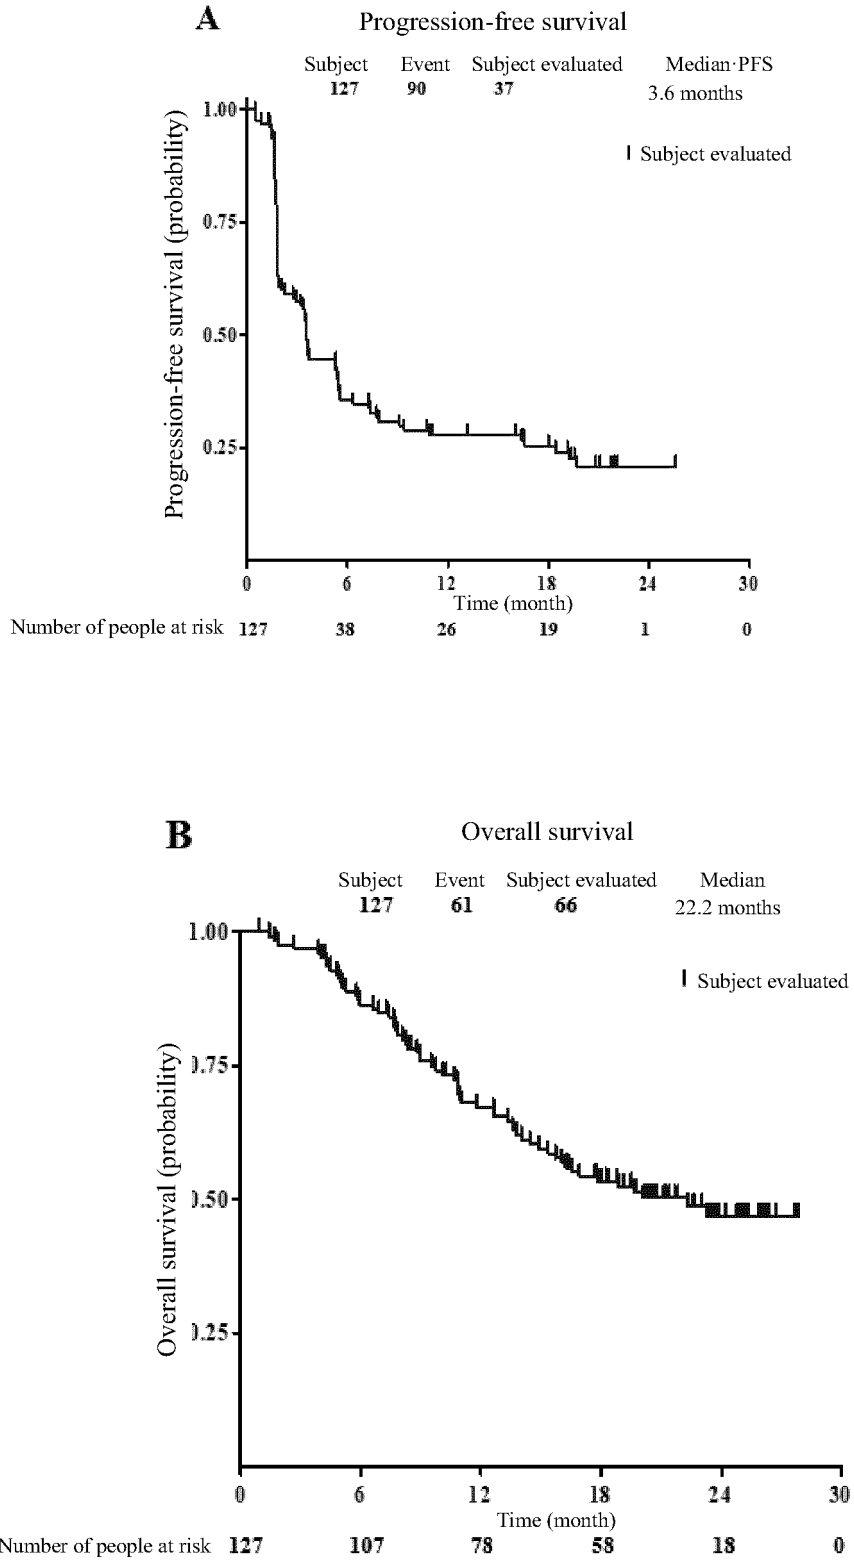 A
Progression-free survival
Subject Event Subject evaluated Median·PFS
127 90 37 3.6 months
Subject evaluated
Progression-free survival (probability)
1.00
0.75
0.50
0.25
0 6 12 18 24 30
Time (month)
Number of people at risk 127 38 26 19 1 0
B
Overall survival
Subject Event Subject evaluated Median
127 61 66 22.2 months
Subject evaluated
Overall survival (probability)
1.00
).75
).50
).25
0 6 12 18 24 30
Time (month)
Number of people at risk 127 107 78 58 18 0